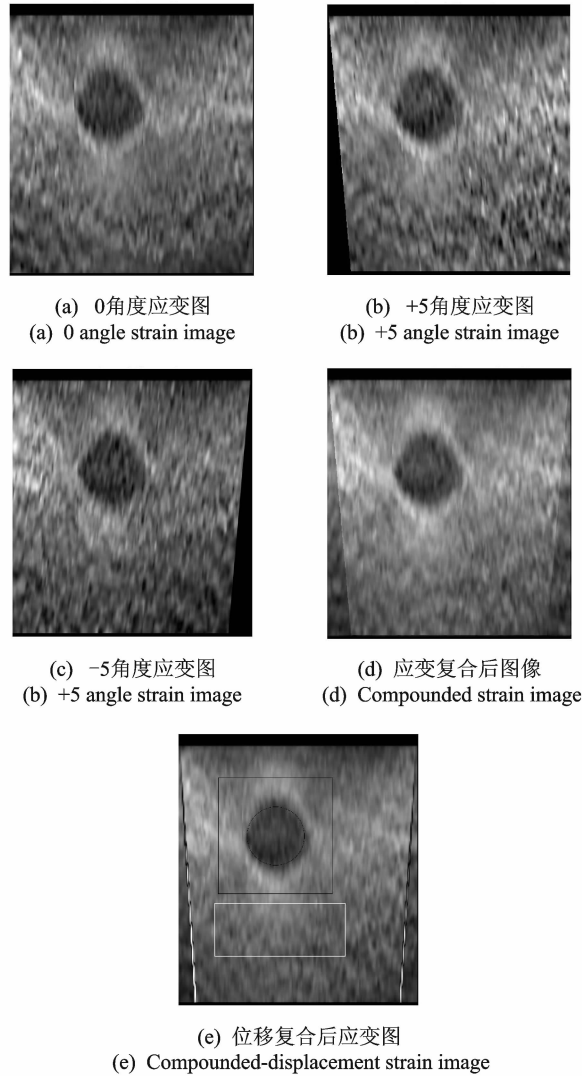 (a) 0角度应变图
(a) 0 angle strain image
(b) +5角度应变图
(b) +5 angle strain image
(c) −5角度应变图
(b) +5 angle strain image
(d) 应变复合后图像
(d) Compounded strain image
(e) 位移复合后应变图
(e) Compounded-displacement strain image